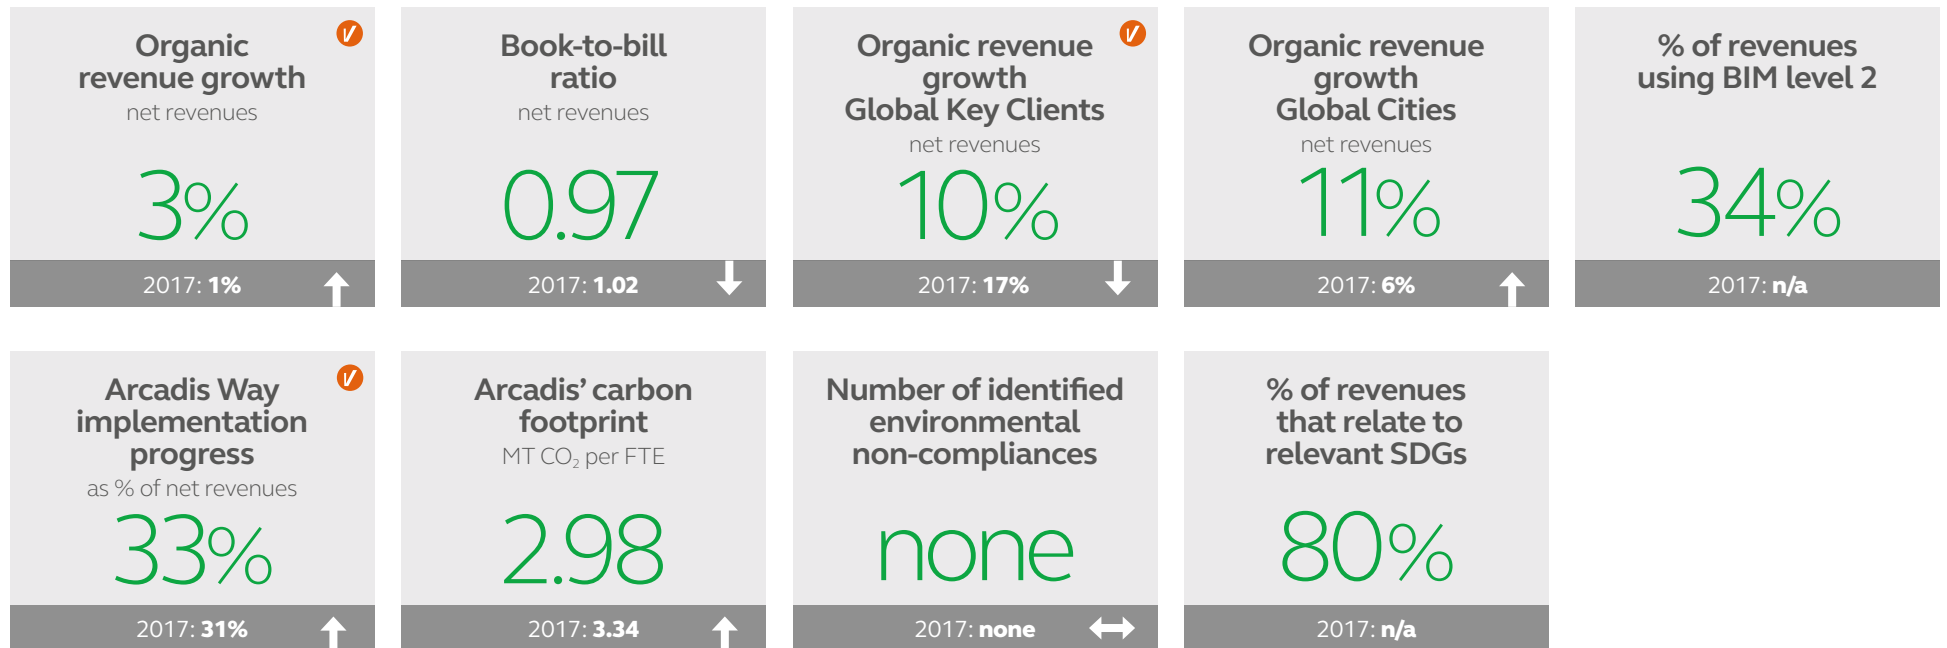 Organic
revenue growth
net revenues
3%
2017: 1%
Book-to-bill
ratio
net revenues
0.97
2017: 1.02
Organic revenue
growth
Global Key Clients
net revenues
10%
2017: 17%
Organic revenue
growth
Global Cities
net revenues
11%
2017: 6%
% of revenues
using BIM level 2
34%
2017: n/a
Arcadis Way
implementation
progress
as % of net revenues
33%
2017: 31%
Arcadis’ carbon
footprint
MT CO₂ per FTE
2.98
2017: 3.34
Number of identified
environmental
non-compliances
none
2017: none
% of revenues
that relate to
relevant SDGs
80%
2017: n/a